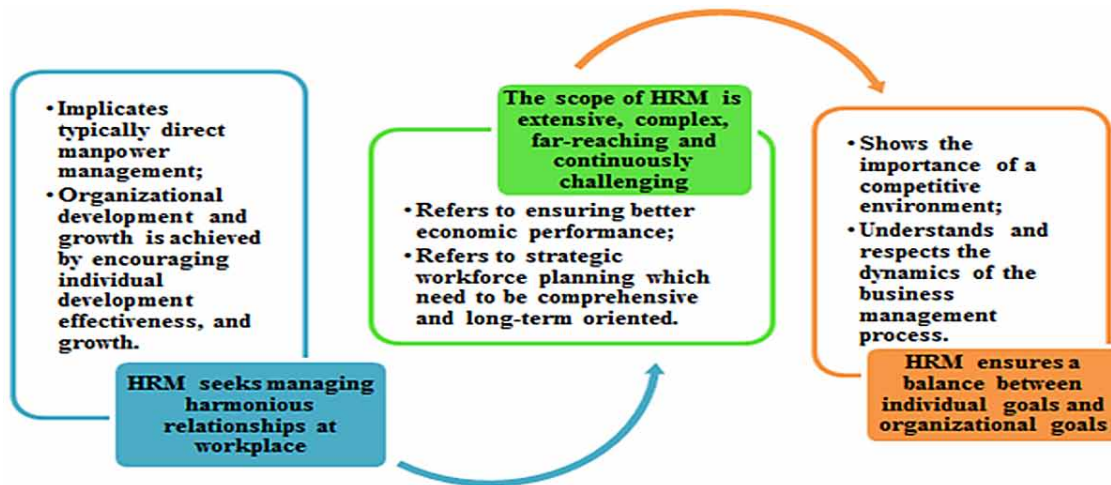 • Implicates
typically direct
manpower
management;
• Organizational
development and
growth is achieved
by encouraging
individual
development
effectiveness, and
growth.
HRM seeks managing
harmonious
relationships at
workplace
The scope of HRM is
extensive, complex,
far-reaching and
continuously
challenging
• Refers to ensuring better
economic performance;
• Refers to strategic
workforce planning which
need to be comprehensive
and long-term oriented.
• Shows the
importance of a
competitive
environment;
• Understands and
respects the
dynamics of the
business
management
process.
HRM ensures a
balance between
individual goals and
organizational goals